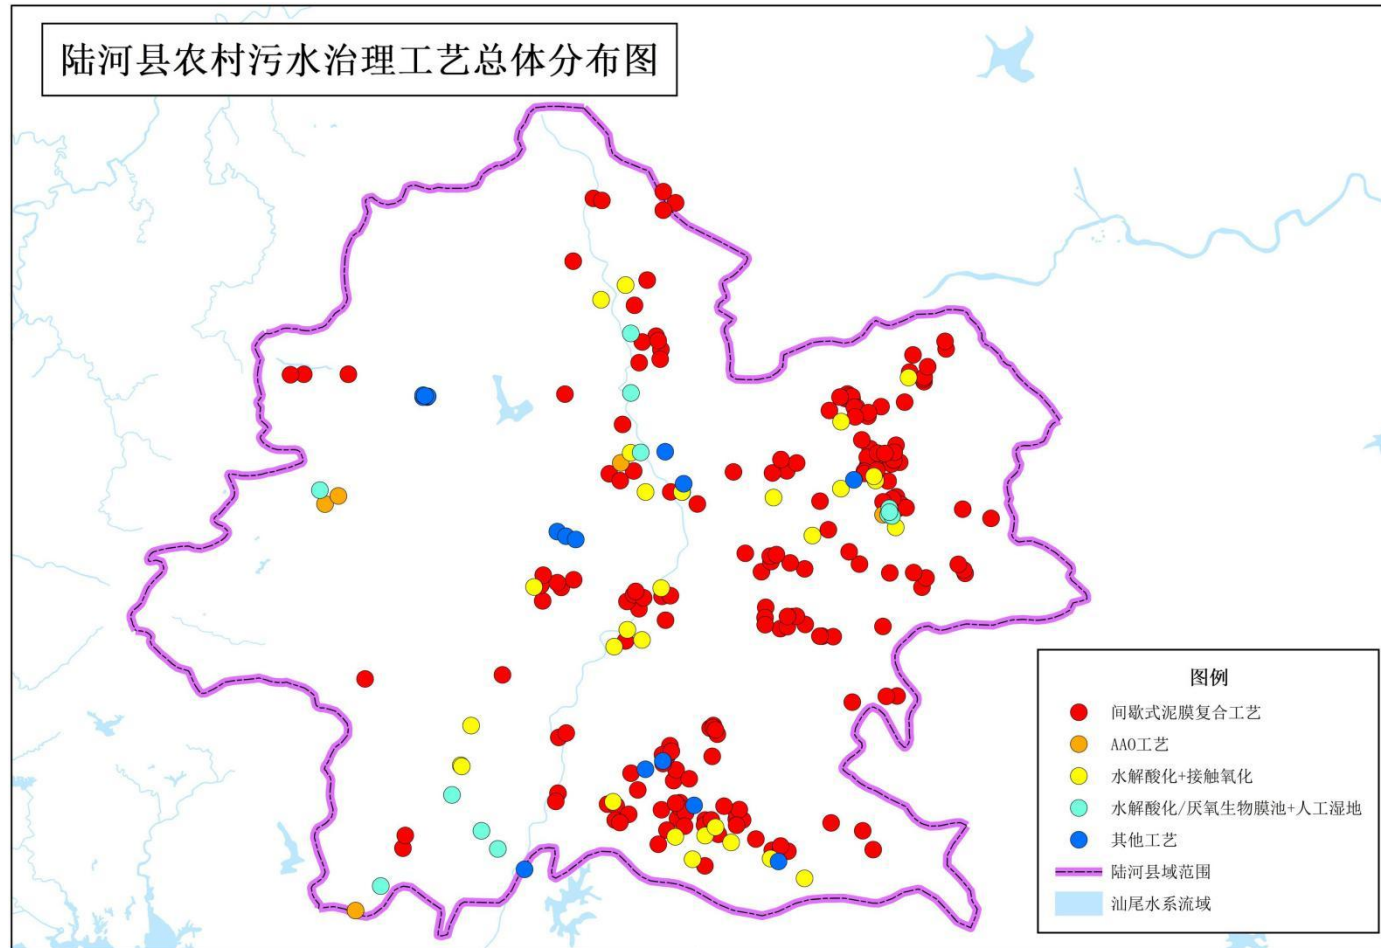 陆河县农村污水治理工艺总体分布图
图例
间歇式泥膜复合工艺
AAO工艺
水解酸化+接触氧化
水解酸化/厌氧生物膜池+人工湿地
其他工艺
陆河县域范围
汕尾水系流域